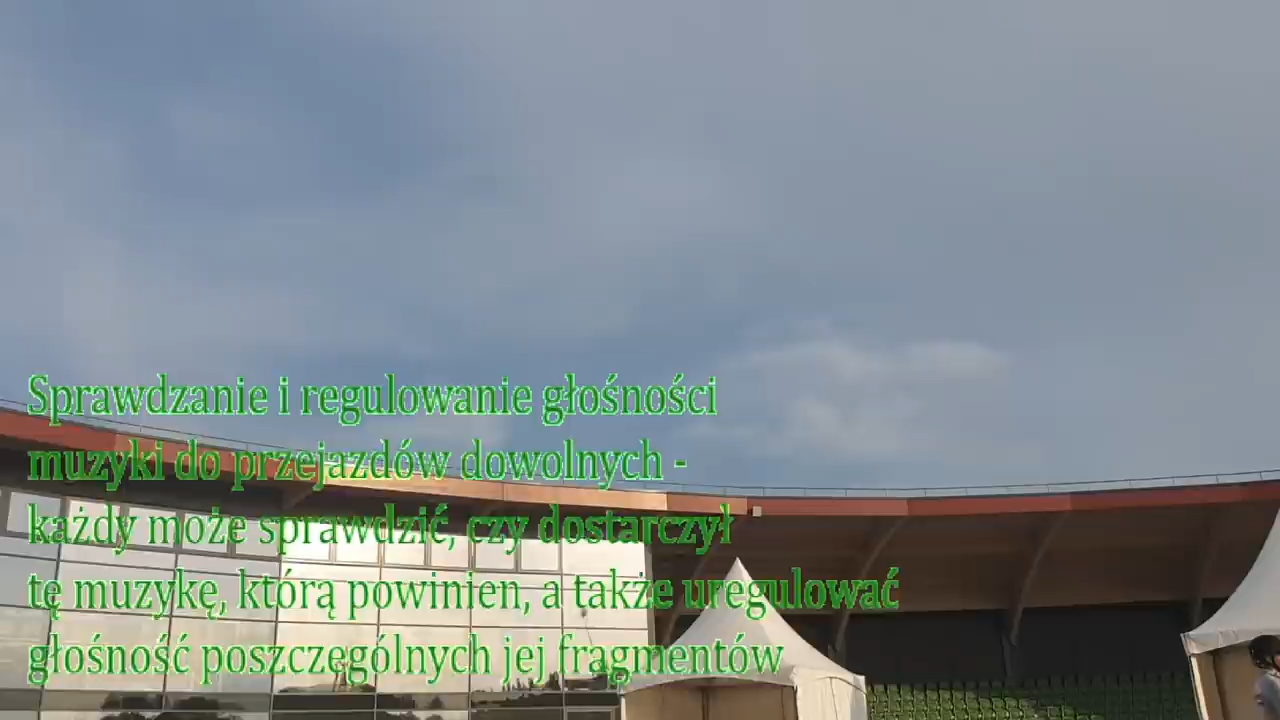 Sprawdzanie i regulowanie głośności
muzyki do przejazdów dowolnych -
każdy może sprawdzić, czy dostarczył
tę muzykę, którą powinien, a także uregulować
głośność poszczególnych jej fragmentów